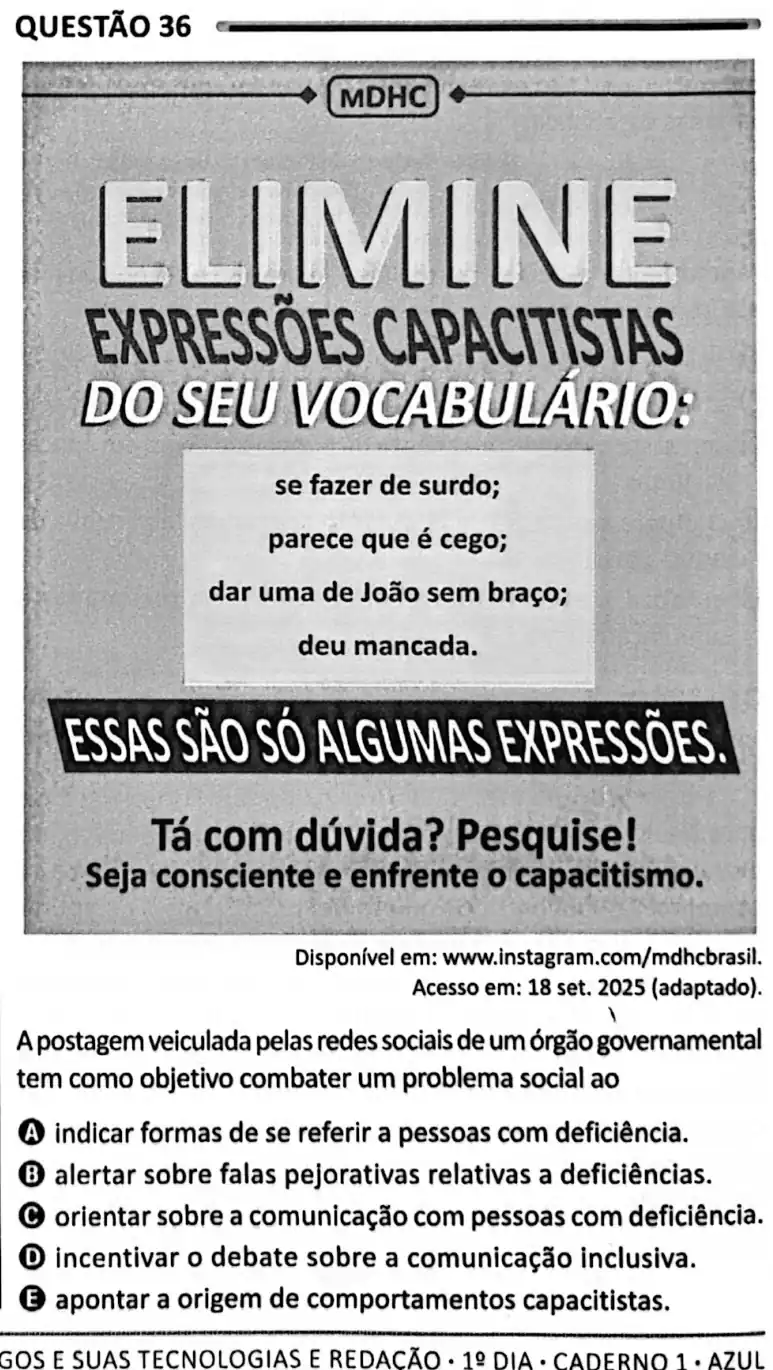 QUESTÃO 36
MDHC
ELIMINE
EXPRESSÕES CAPACITISTAS
DO SEU VOCABULÁRIO:
se fazer de surdo;
parece que é cego;
dar uma de João sem braço;
deu mancada.
ESSAS SÃO SÓ ALGUMAS EXPRESSÕES.
Tá com dúvida? Pesquise!
Seja consciente e enfrente o capacitismo.
Disponível em: www.instagram.com/mdhcbrasil.
Acesso em: 18 set. 2025 (adaptado).
A postagem veiculada pelas redes sociais de um órgão governamental
tem como objetivo combater um problema social ao
A indicar formas de se referir a pessoas com deficiência.
B alertar sobre falas pejorativas relativas a deficiências.
C orientar sobre a comunicação com pessoas com deficiência.
D incentivar o debate sobre a comunicação inclusiva.
E apontar a origem de comportamentos capacitistas.
GOS E SUAS TECNOLOGIAS E REDAÇÃO • 1º DIA • CADERNO 1 • AZUL